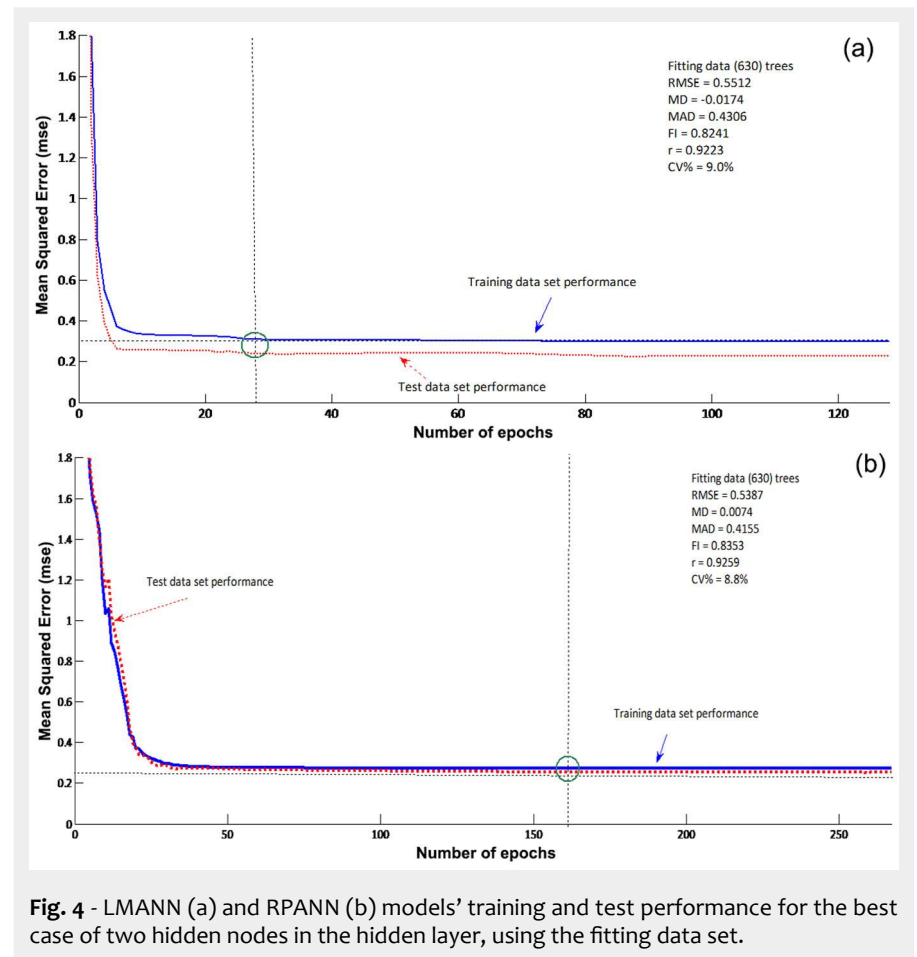 (a)
Fitting data (630) trees
RMSE = 0.5512
MD = -0.0174
MAD = 0.4306
FI = 0.8241
r = 0.9223
CV% = 9.0%
Mean Squared Error (mse)
1.8
1.6
1.4
1.2
1
0.8
0.6
0.4
0.2
0
Training data set performance
Test data set performance
0 20 40 60 80 100 120
Number of epochs
(b)
Fitting data (630) trees
RMSE = 0.5387
MD = 0.0074
MAD = 0.4155
FI = 0.8353
r = 0.9259
CV% = 8.8%
Mean Squared Error (mse)
1.8
1.6
1.4
1.2
1
0.8
0.6
0.4
0.2
0
Test data set performance
Training data set performance
0 50 100 150 200 250
Number of epochs
Fig. 4 - LMANN (a) and RPANN (b) models’ training and test performance for the best
case of two hidden nodes in the hidden layer, using the fitting data set.